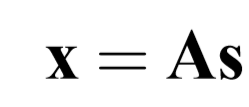 x = As